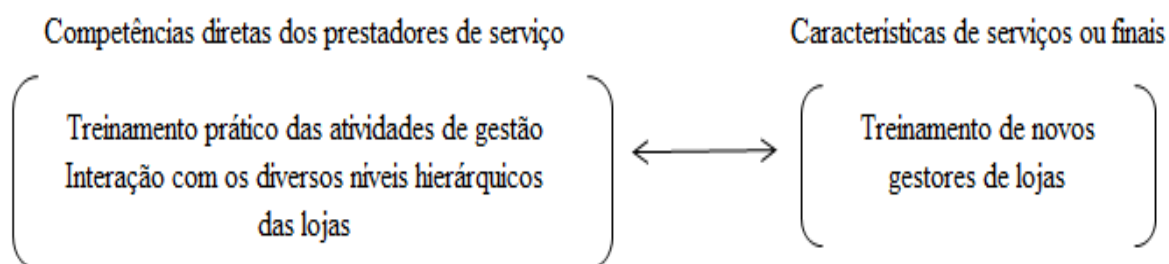 Competências diretas dos prestadores de serviço
Características de serviços ou finais
Treinamento prático das atividades de gestão
Interação com os diversos níveis hierárquicos
das lojas
Treinamento de novos
gestores de lojas